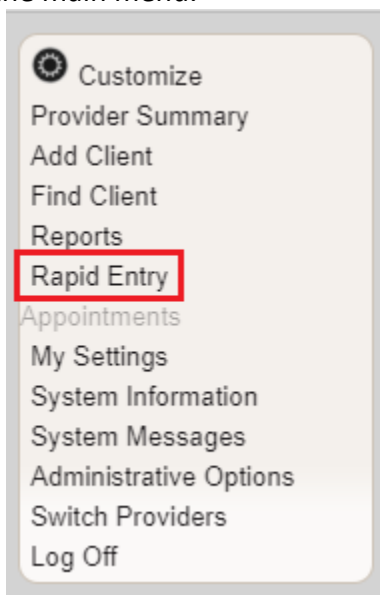 the main menu.
Customize
Provider Summary
Add Client
Find Client
Reports
Rapid Entry
Appointments
My Settings
System Information
System Messages
Administrative Options
Switch Providers
Log Off